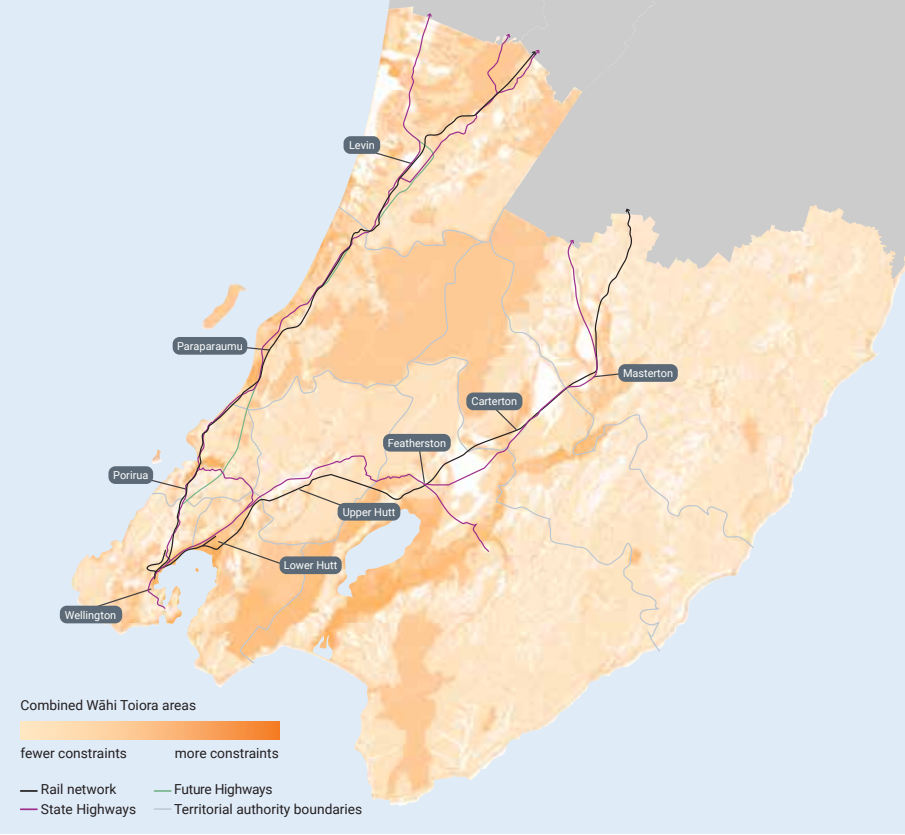 Levin
Paraparaumu
Masterton
Carterton
Featherston
Porirua
Upper Hutt
Lower Hutt
Wellington
Combined Wāhi Toiora areas
fewer constraints more constraints
Rail network Future Highways
State Highways Territorial authority boundaries